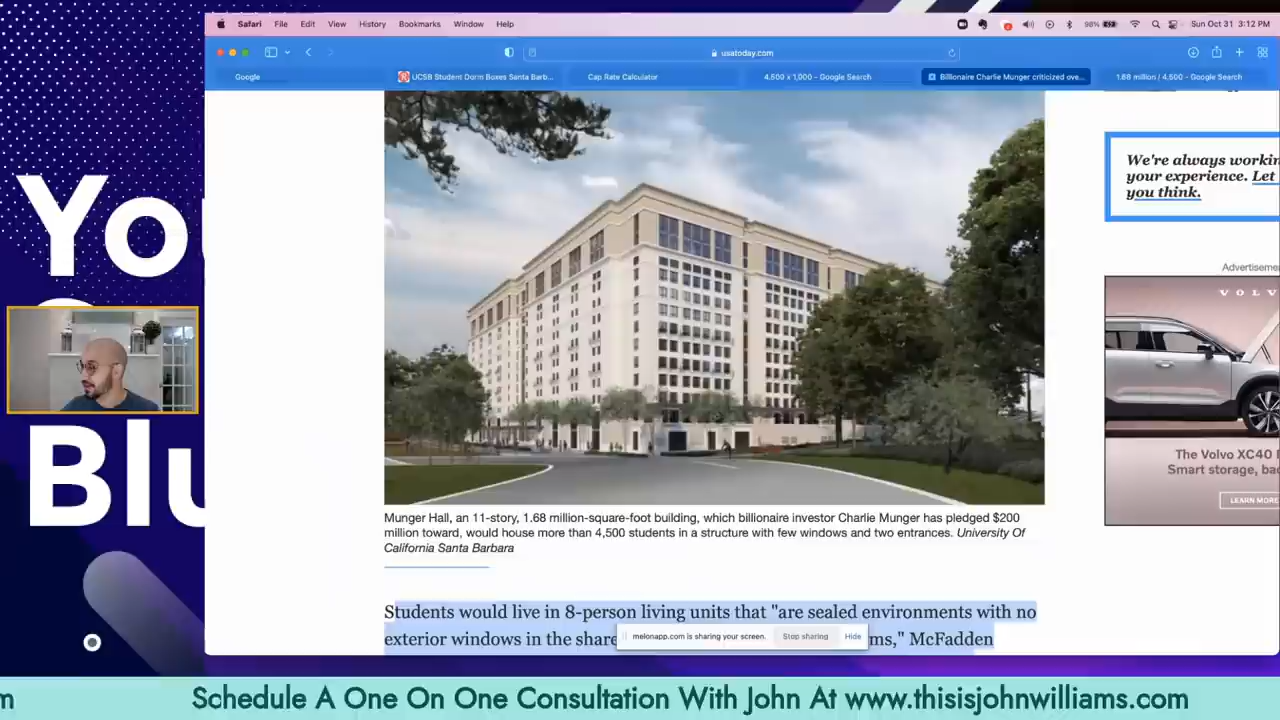 Safari File Edit View History Bookmarks Window Help
98% Sun Oct 31 3:12 PM
usatoday.com
Google
UCSB Student Dorm Boxes Santa Barb...
Cap Rate Calculator
4,500 x 1,000 - Google Search
Billionaire Charlie Munger criticized ove...
1.68 million / 4,500 - Google Search
We're always workin
your experience. Let
you think.
Advertiseme
VOLV
The Volvo XC40 R
Smart storage, ba
LEARN MORE
Munger Hall, an 11-story, 1.68 million-square-foot building, which billionaire investor Charlie Munger has pledged $200
million toward, would house more than 4,500 students in a structure with few windows and two entrances. University Of
California Santa Barbara
Students would live in 8-person living units that "are sealed environments with no
exterior windows in the share ms," McFadden
melonapp.com is sharing your screen. Stop sharing Hide
Yo
Blu
m Schedule A One On One Consultation With John At www.thisisjohnwilliams.com